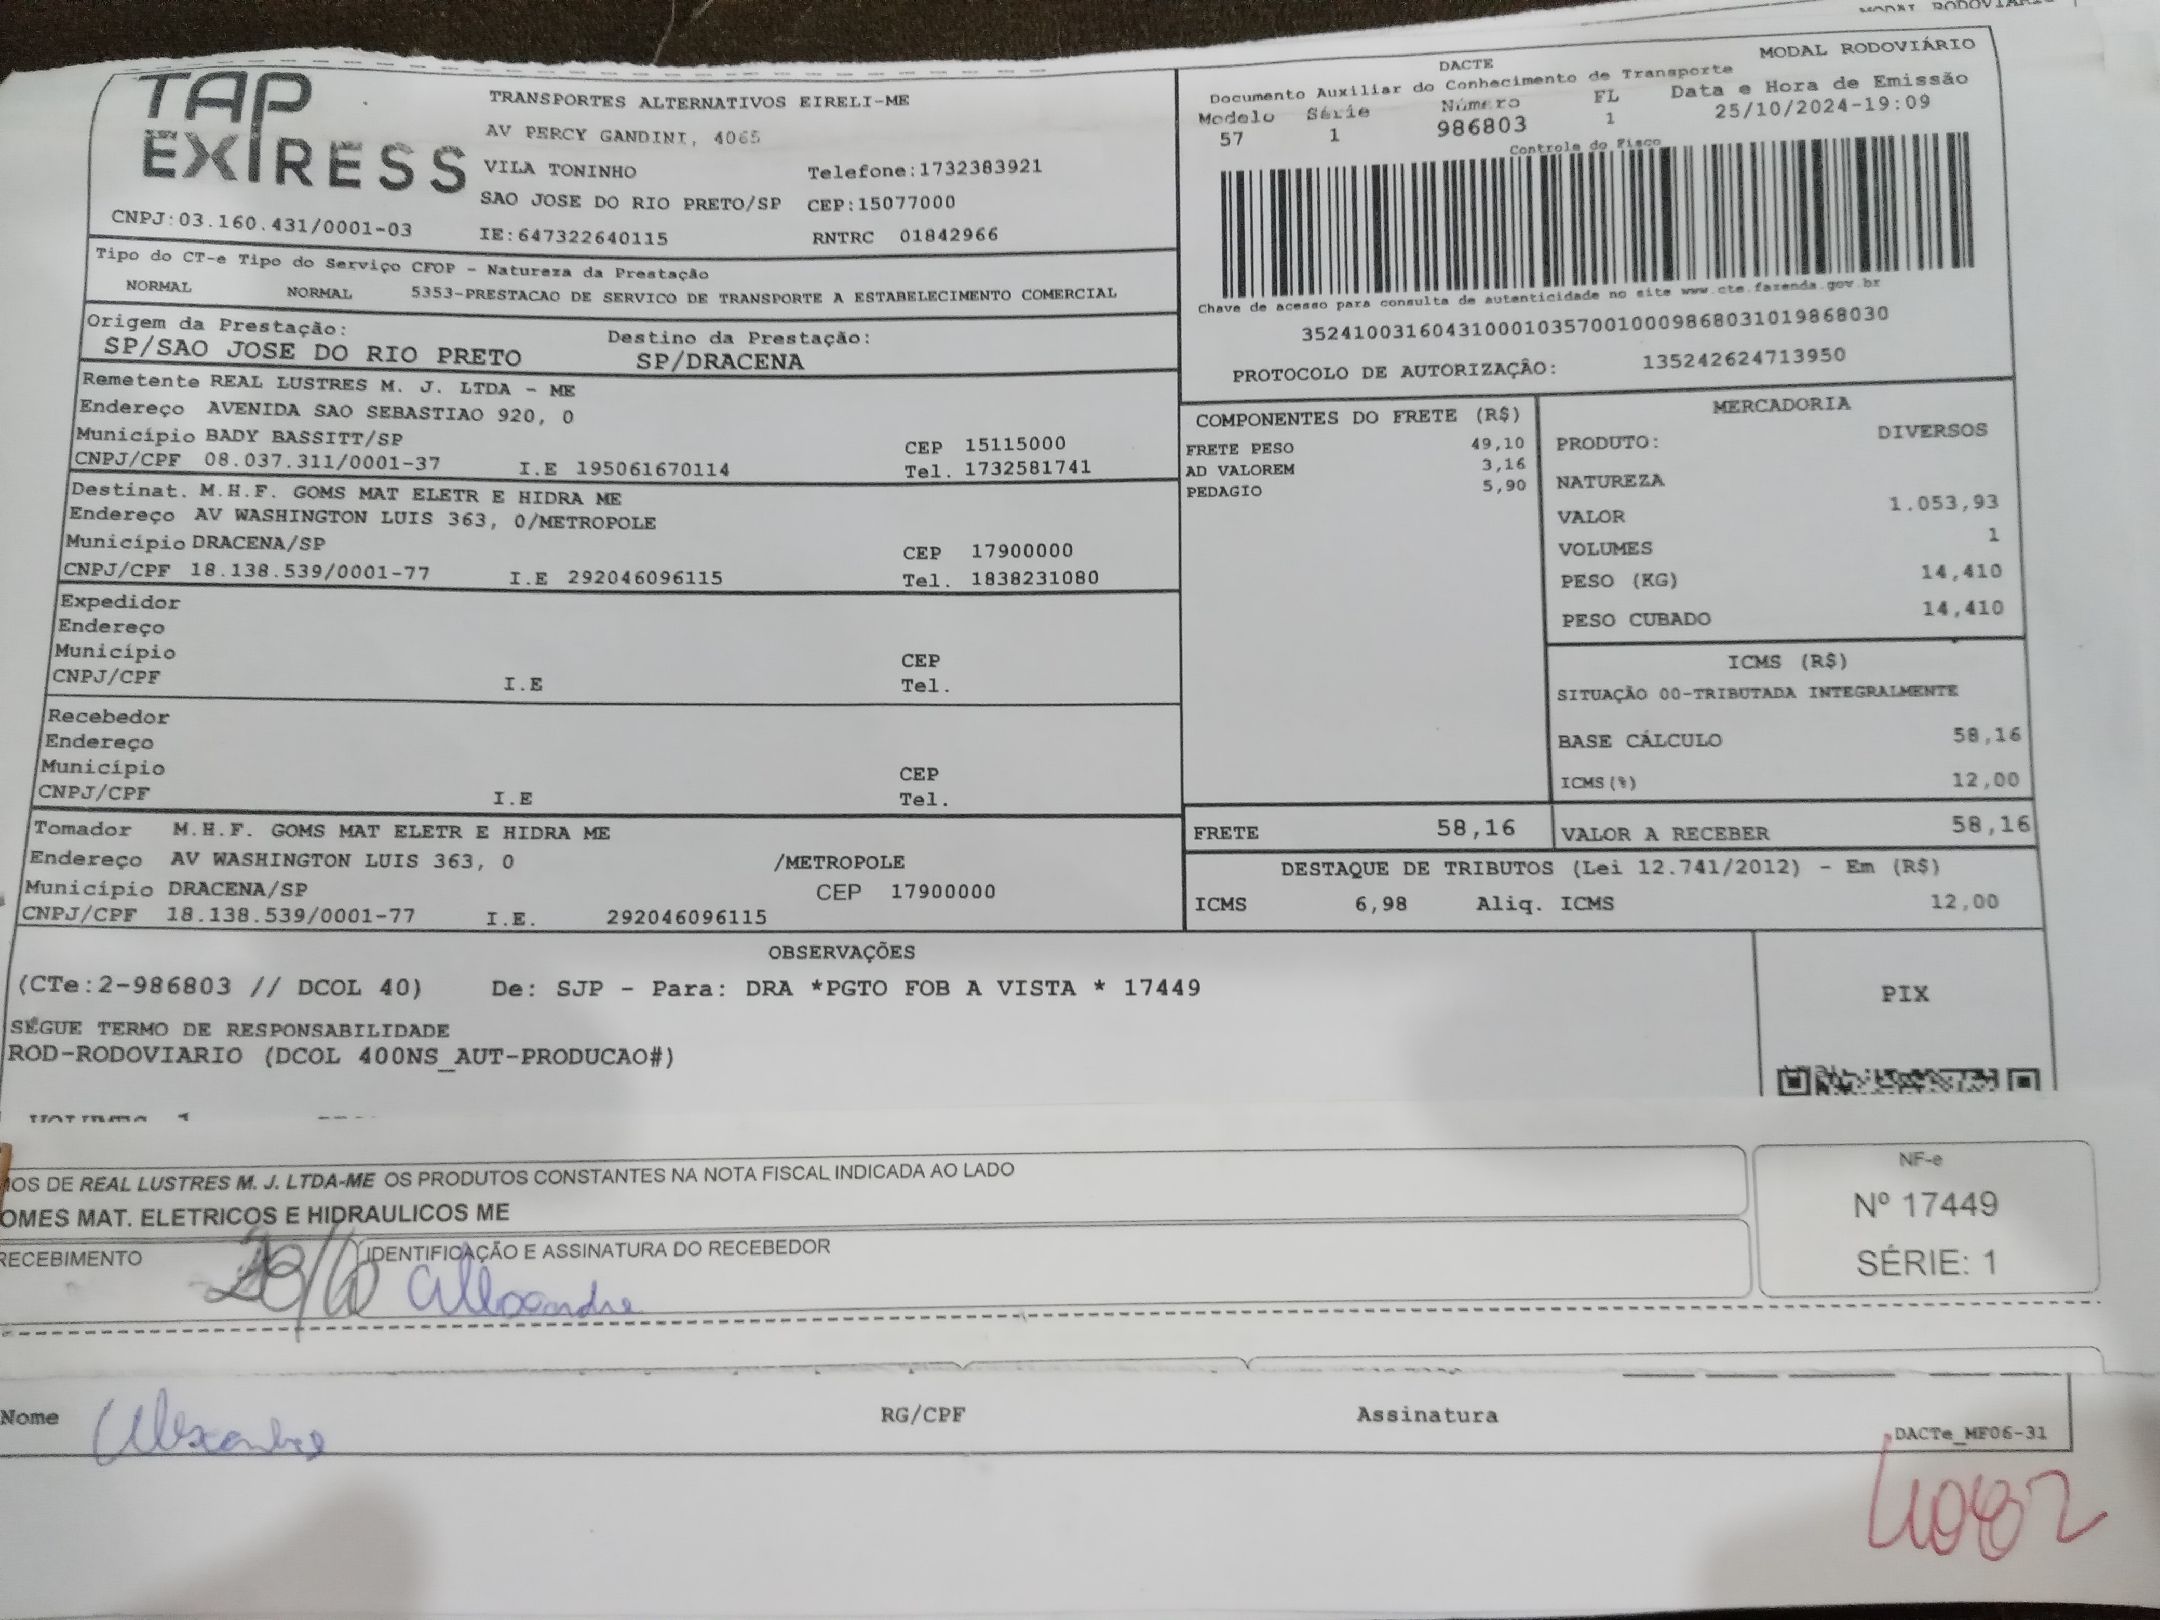 MODAL RODOVIÁRIO
TAP EXPRESS
TRANSPORTES ALTERNATIVOS EIRELI-ME
AV PERCY GANDINI, 4065
VILA TONINHO Telefone:1732383921
SAO JOSE DO RIO PRETO/SP CEP:15077000
CNPJ:03.160.431/0001-03 IE:647322640115 RNTRC 01842966
DACTE MODAL RODOVIÁRIO
Documento Auxiliar do Conhecimento de Transporte Data e Hora de Emissão
Modelo Série Número FL 25/10/2024-19:09
57 1 986803 1
Controle do Fisco
Chave de acesso para consulta de autenticidade no site www.cte.fazenda.gov.br
35241003160431000103570010009868031019868030
PROTOCOLO DE AUTORIZAÇÃO: 135242624713950
Tipo do CT-e Tipo do Serviço CFOP - Natureza da Prestação
NORMAL NORMAL 5353-PRESTACAO DE SERVICO DE TRANSPORTE A ESTABELECIMENTO COMERCIAL
Origem da Prestação: Destino da Prestação:
SP/SAO JOSE DO RIO PRETO SP/DRACENA
Remetente REAL LUSTRES M. J. LTDA - ME
Endereço AVENIDA SAO SEBASTIAO 920, 0
Município BADY BASSITT/SP CEP 15115000
CNPJ/CPF 08.037.311/0001-37 I.E 195061670114 Tel. 1732581741
Destinat. M.H.F. GOMS MAT ELETR E HIDRA ME
Endereço AV WASHINGTON LUIS 363, 0/METROPOLE
Município DRACENA/SP CEP 17900000
CNPJ/CPF 18.138.539/0001-77 I.E 292046096115 Tel. 1838231080
Expedidor
Endereço
Município CEP
CNPJ/CPF I.E Tel.
Recebedor
Endereço
Município CEP
CNPJ/CPF I.E Tel.
Tomador M.H.F. GOMS MAT ELETR E HIDRA ME
Endereço AV WASHINGTON LUIS 363, 0 /METROPOLE
Município DRACENA/SP CEP 17900000
CNPJ/CPF 18.138.539/0001-77 I.E. 292046096115
COMPONENTES DO FRETE (R$)
FRETE PESO 49,10
AD VALOREM 3,16
PEDAGIO 5,90
MERCADORIA
PRODUTO: DIVERSOS
NATUREZA
VALOR 1.053,93
VOLUMES 1
PESO (KG) 14,410
PESO CUBADO 14,410
ICMS (R$)
SITUAÇÃO 00-TRIBUTADA INTEGRALMENTE
BASE CÁLCULO 58,16
ICMS(%) 12,00
FRETE 58,16 VALOR A RECEBER 58,16
DESTAQUE DE TRIBUTOS (Lei 12.741/2012) - Em (R$)
ICMS 6,98 Aliq. ICMS 12,00
OBSERVAÇÕES
(CTe:2-986803 // DCOL 40) De: SJP - Para: DRA *PGTO FOB A VISTA * 17449
SEGUE TERMO DE RESPONSABILIDADE
ROD-RODOVIARIO (DCOL 400NS_AUT-PRODUCAO#)
PIX
MOS DE REAL LUSTRES M. J. LTDA-ME OS PRODUTOS CONSTANTES NA NOTA FISCAL INDICADA AO LADO
OMES MAT. ELETRICOS E HIDRAULICOS ME
RECEBIMENTO 28/10 IDENTIFICAÇÃO E ASSINATURA DO RECEBEDOR
Alexandre
NF-e
Nº 17449
SÉRIE: 1
Nome Alexandre RG/CPF Assinatura
DACTe_MF06-31